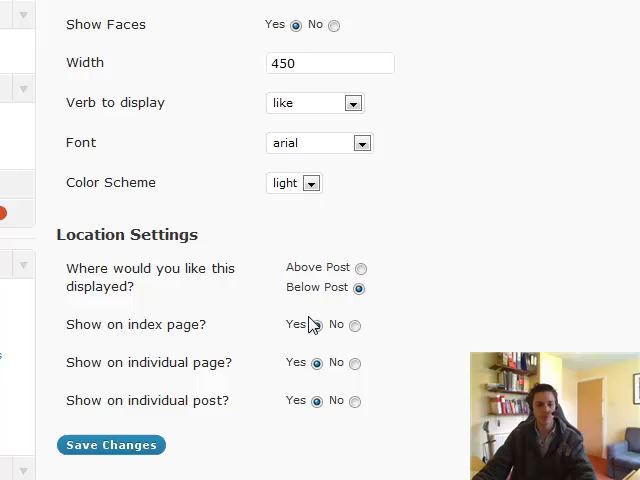 Show Faces Yes No
Width 450
Verb to display like
Font arial
Color Scheme light
Location Settings
Where would you like this
displayed?
Above Post
Below Post
Show on index page? Yes No
Show on individual page? Yes No
Show on individual post? Yes No
Save Changes